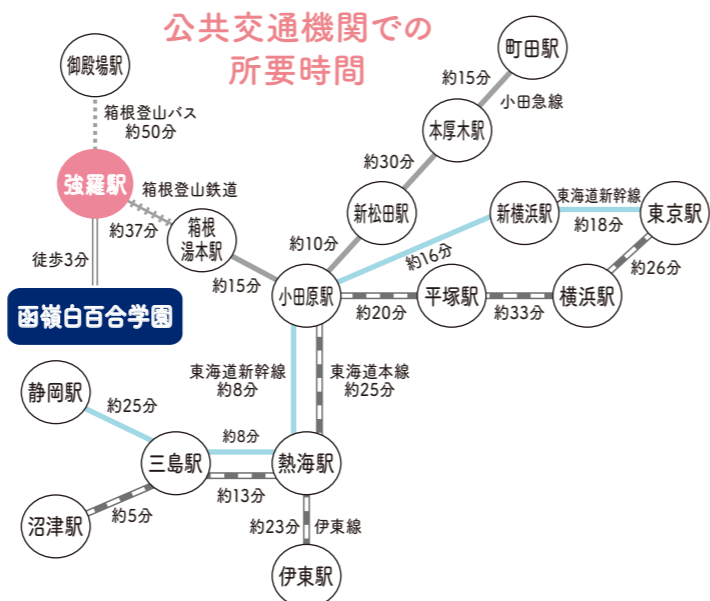 公共交通機関での
所要時間
御殿場駅
箱根登山バス
約50分
強羅駅
箱根登山鉄道
約37分
箱根
湯本駅
徒歩3分
函嶺白百合学園
約15分
町田駅
約15分
小田急線
本厚木駅
約30分
新松田駅
約10分
小田原駅
新横浜駅
東海道新幹線
約18分
東京駅
約16分
約26分
約20分
平塚駅
約33分
横浜駅
東海道新幹線
約8分
東海道本線
約25分
静岡駅
約25分
三島駅
約8分
約13分
熱海駅
約5分
沼津駅
約23分
伊東線
伊東駅